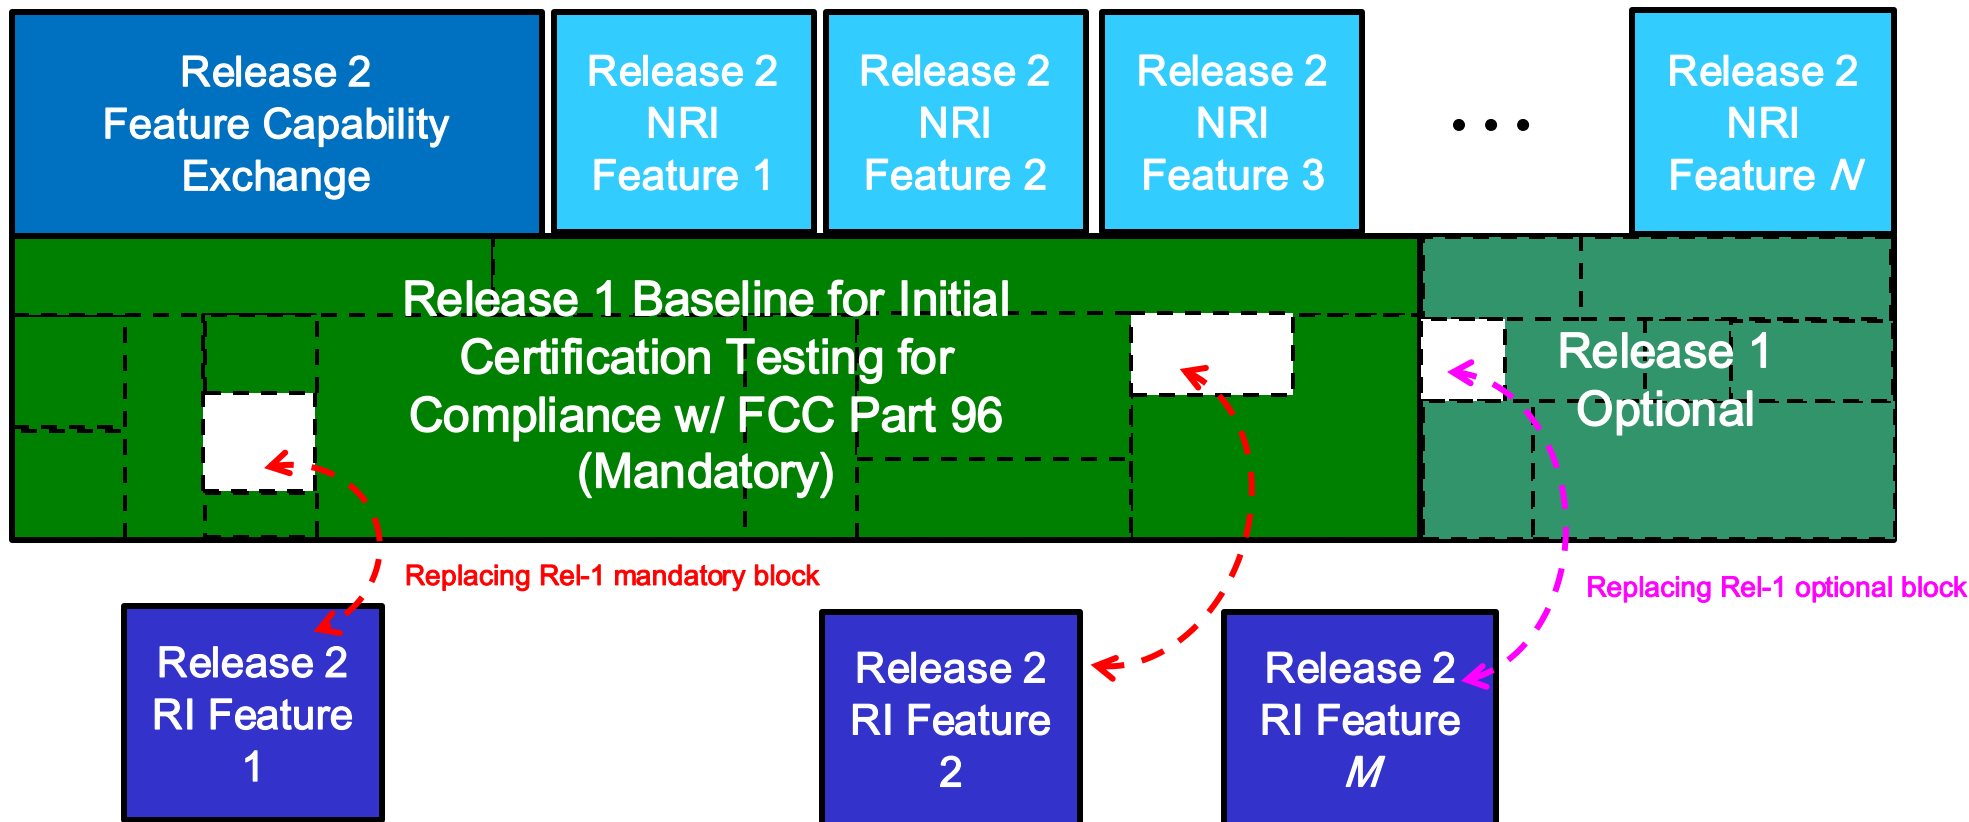 Release 2
Feature Capability
Exchange
Release 2
NRI
Feature 1
Release 2
NRI
Feature 2
Release 2
NRI
Feature 3
...
Release 2
NRI
Feature N
Release 1 Baseline for Initial
Certification Testing for
Compliance w/ FCC Part 96
(Mandatory)
Release 1
Optional
Replacing Rel-1 mandatory block
Replacing Rel-1 optional block
Release 2
RI Feature
1
Release 2
RI Feature
2
Release 2
RI Feature
M